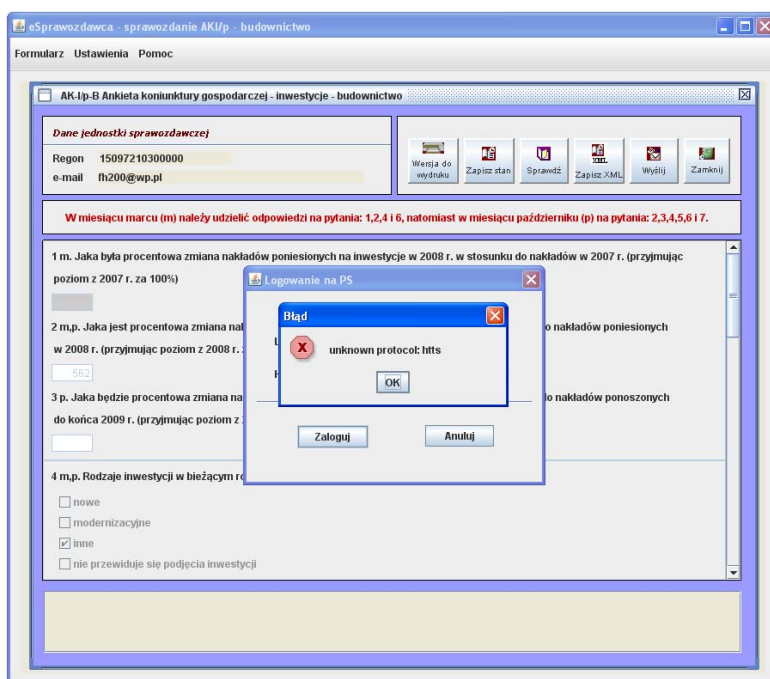 eSprawozdawca - sprawozdanie AKI/p - budownictwo
Formularz Ustawienia Pomoc
AK-I/p-B Ankieta koniunktury gospodarczej - inwestycje - budownictwo
Dane jednostki sprawozdawczej
Regon 15097210300000
e-mail fh200@wp.pl
Wersja do wydruku
Zapisz stan
Sprawdź
XML
Zapisz XML
Wyślij
Zamknij
W miesiącu marcu (m) należy udzielić odpowiedzi na pytania: 1,2,4 i 6, natomiast w miesiącu październiku (p) na pytania: 2,3,4,5,6 i 7.
1 m. Jaka była procentowa zmiana nakładów poniesionych na inwestycje w 2008 r. w stosunku do nakładów w 2007 r. (przyjmując
poziom z 2007 r. za 100%)
Logowanie na PS
Błąd
unknown protocol: htts
OK
Zaloguj
Anuluj
2 m,p. Jaka jest procentowa zmiana o nakładów poniesionych
w 2008 r. (przyjmując poziom z 2008 r.
562
3 p. Jaka będzie procentowa zmiana do nakładów ponoszonych
do końca 2009 r. (przyjmując poziom z
4 m,p. Rodzaje inwestycji w bieżącym
nowe
modernizacyjne
inne
nie przewiduje się podjęcia inwestycji